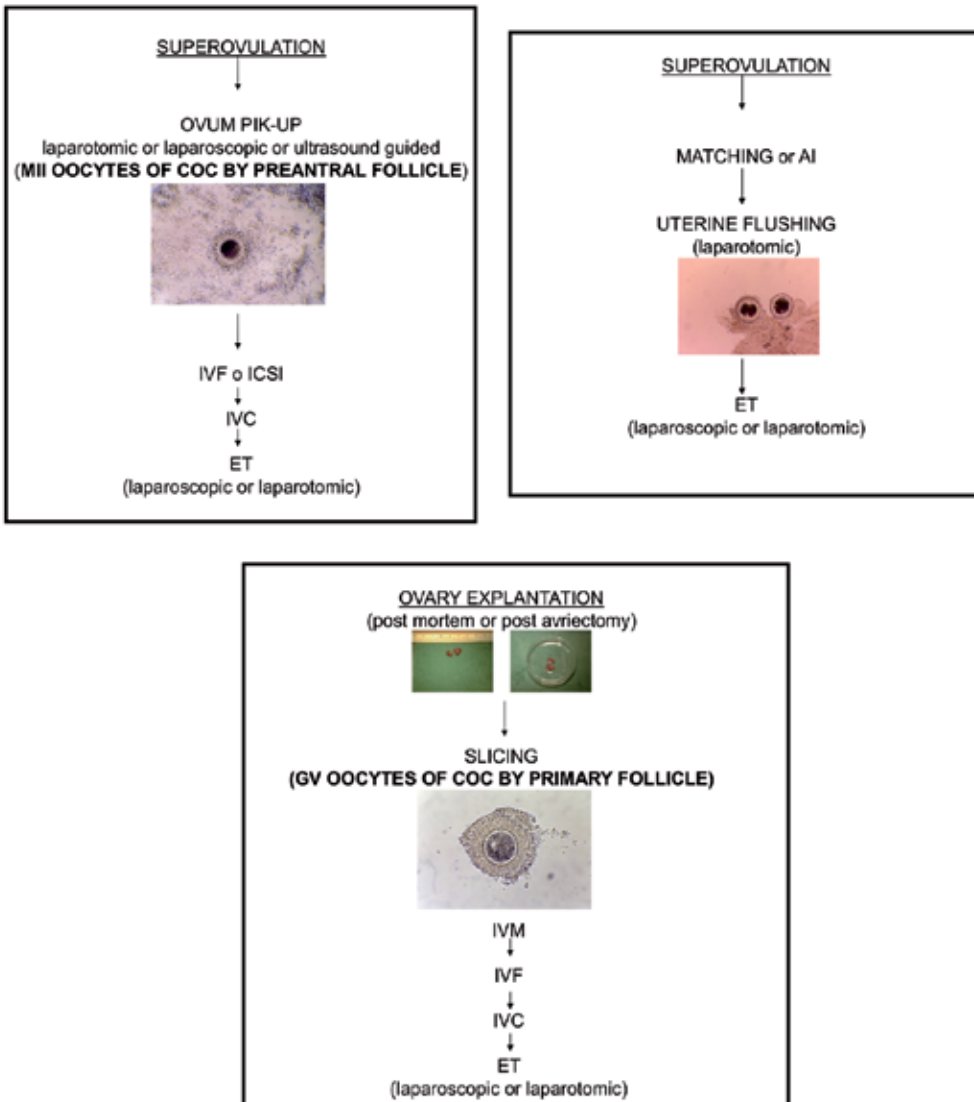 SUPEROVULATION
OVUM PIK-UP
laparotomic or laparoscopic or ultrasound guided
(MII OOCYTES OF COC BY PREANTRAL FOLLICLE)
IVF o ICSI
IVC
ET
(laparoscopic or laparotomic)
SUPEROVULATION
MATCHING or AI
UTERINE FLUSHING
(laparotomic)
ET
(laparoscopic or laparotomic)
OVARY EXPLANTATION
(post mortem or post avriectomy)
SLICING
(GV OOCYTES OF COC BY PRIMARY FOLLICLE)
IVM
IVF
IVC
ET
(laparoscopic or laparotomic)